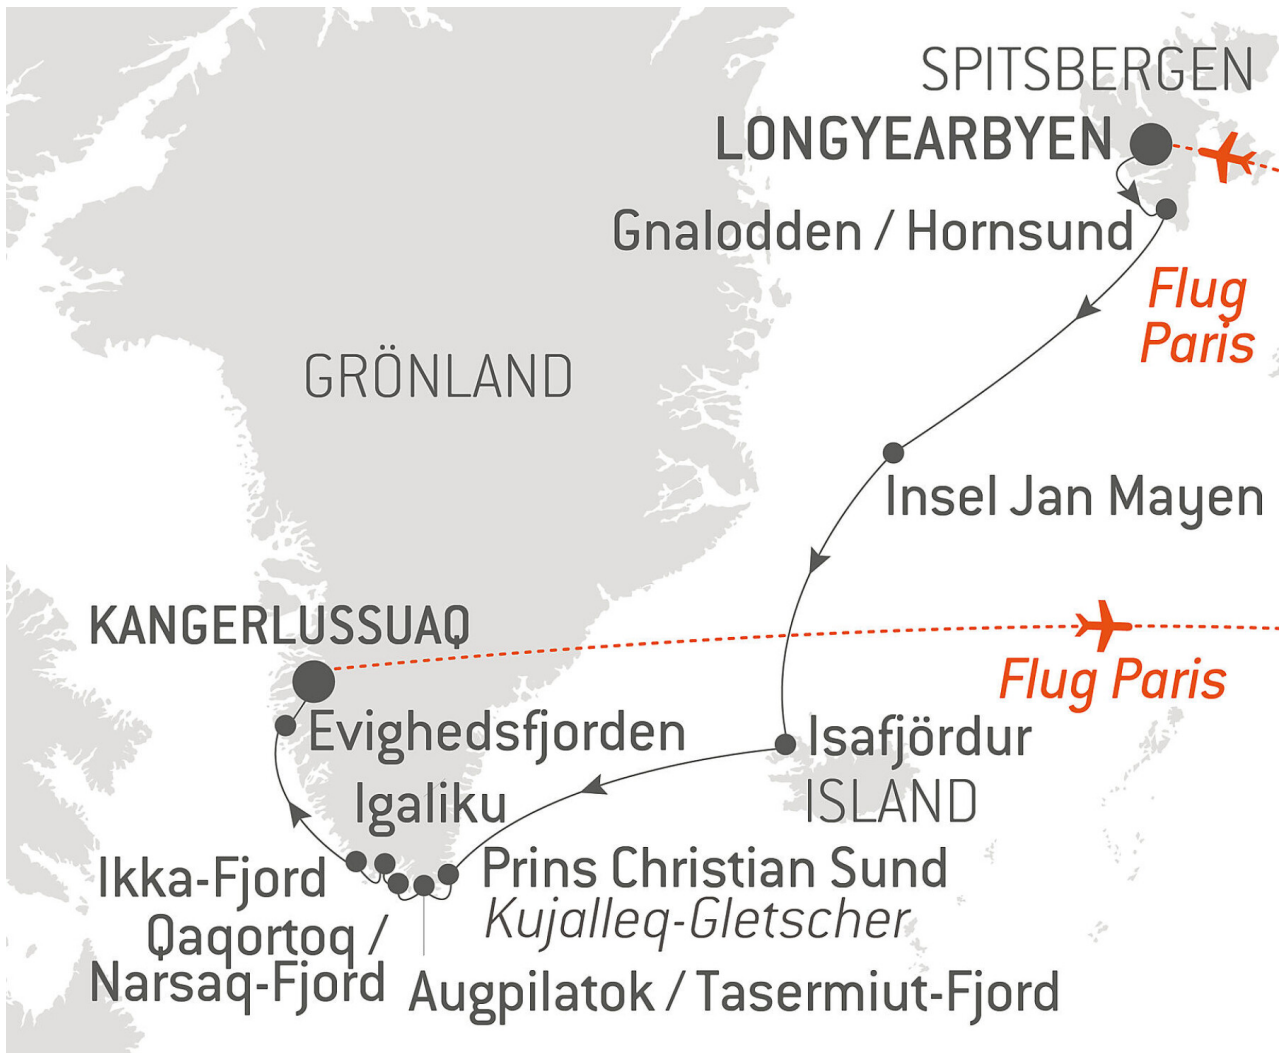 SPITSBERGEN
LONGYEARBYEN
Gnalodden / Hornsund
Flug
Paris
GRÖNLAND
Insel Jan Mayen
KANGERLUSSUAQ
Flug Paris
Evighedsfjorden
Isafjördur
ISLAND
Igaliku
Ikka-Fjord
Prins Christian Sund
Kujalleq-Gletscher
Qaqortoq /
Narsaq-Fjord
Augpilatok / Tasermiut-Fjord